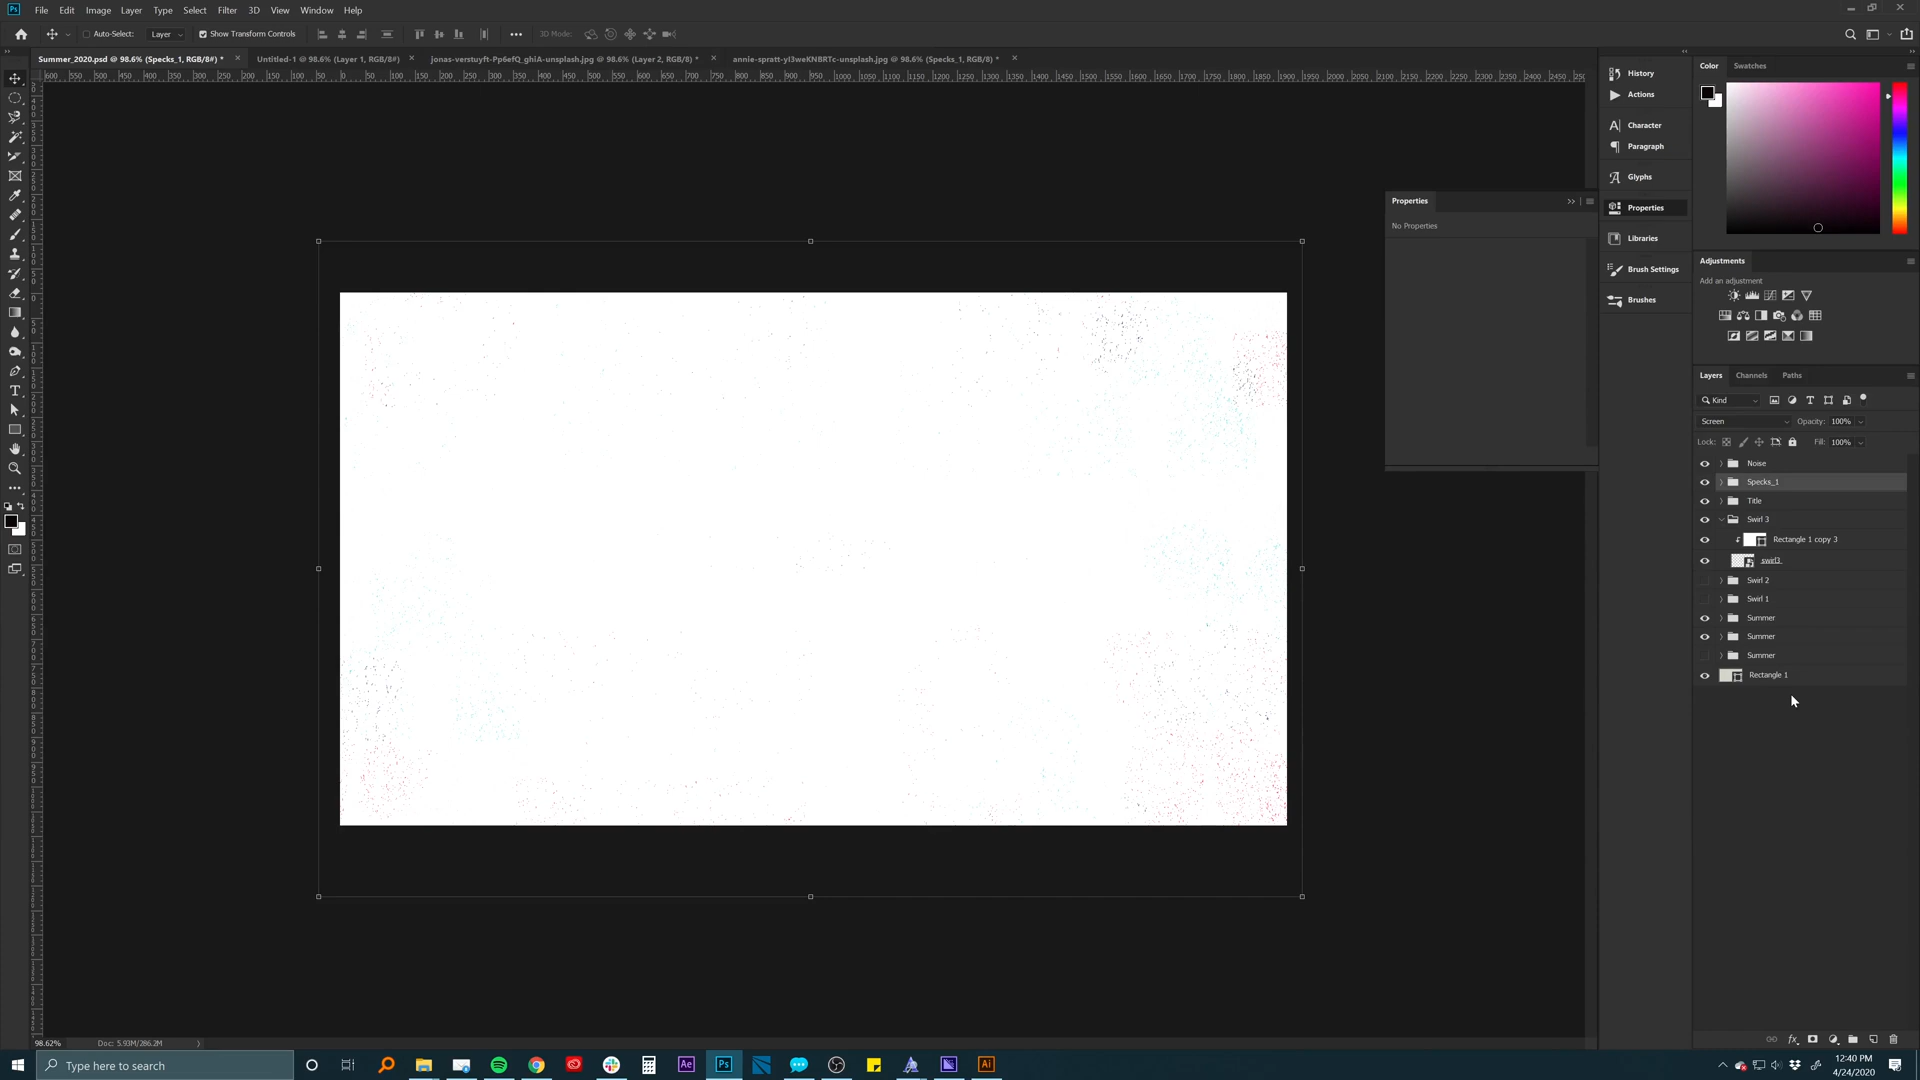 File Edit Image Layer Type Select Filter 3D View Window Help
Auto-Select: Layer Show Transform Controls 3D Mode:
Summer_2020.psd @ 98.6% (Specks_1, RGB/8#) * Untitled-1 @ 98.6% (Layer 1, RGB/8#) jonas-verstuyft-Pp6efQ_ghiA-unsplash.jpg @ 98.6% (Layer 2, RGB/8) * annie-spratt-yI3weKNBRTc-unsplash.jpg @ 98.6% (Specks_1, RGB/8) *
History
Actions
Character
Paragraph
Glyphs
Properties
Libraries
Brush Settings
Brushes
Properties
No Properties
Color Swatches
Adjustments
Add an adjustment
Layers Channels Paths
Kind
Screen Opacity: 100%
Lock: Fill: 100%
Noise
Specks_1
Title
Swirl 3
Rectangle 1 copy 3
swirl3
Swirl 2
Swirl 1
Summer
Summer
Summer
Rectangle 1
fx
98.62% Doc: 5.93M/286.2M
Type here to search
Ae Ps Ai
12:40 PM
4/24/2020